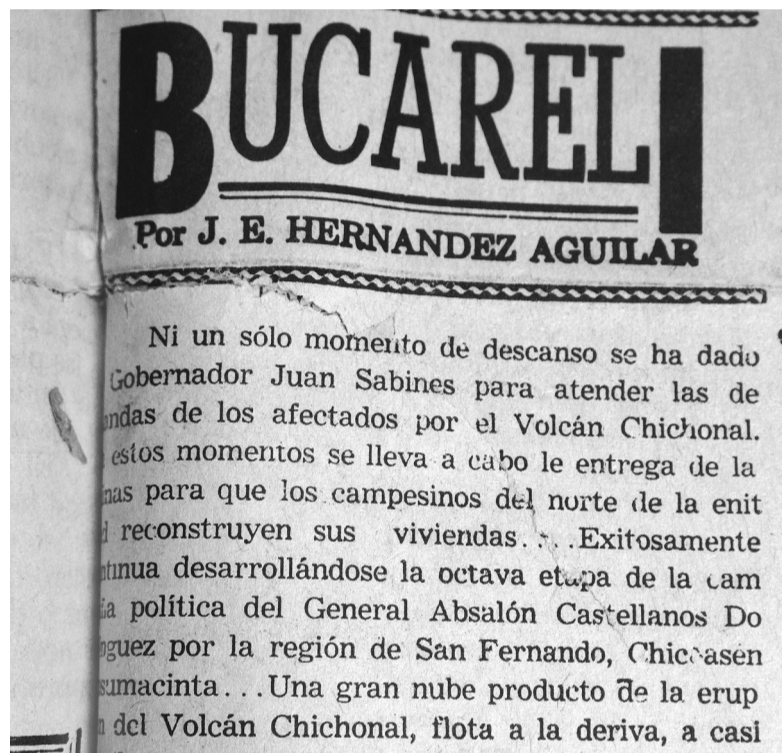 BUCARELI
Por J. E. HERNANDEZ AGUILAR
Ni un sólo momento de descanso se ha dado
Gobernador Juan Sabines para atender las de
ndas de los afectados por el Volcán Chichonal.
estos momentos se lleva a cabo le entrega de la
nas para que los campesinos del norte de la enit
d reconstruyen sus viviendas....Exitosamente
ntinua desarrollándose la octava etapa de la cam
ía política del General Absalón Castellanos Do
nguez por la región de San Fernando, Chicoasén
sumacinta...Una gran nube producto de la erup
n del Volcán Chichonal, flota a la deriva, a casi